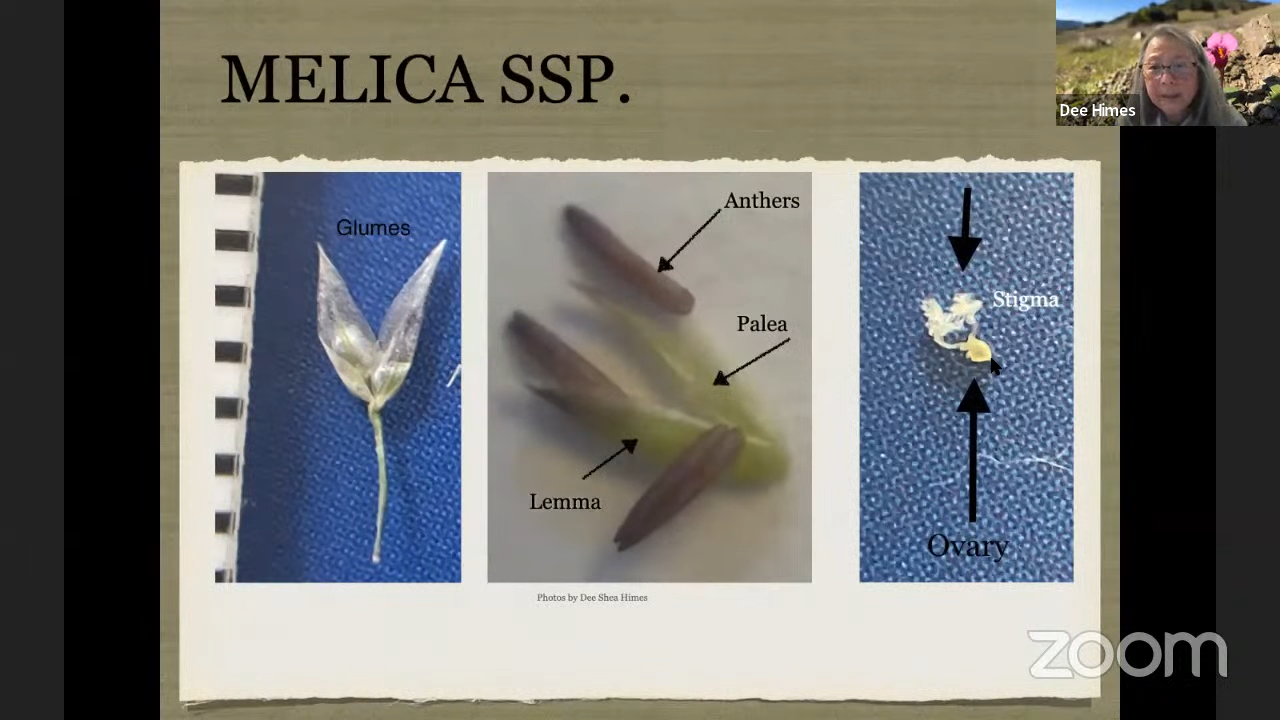 MELICA SSP.
Dee Himes
Glumes
Anthers
Palea
Lemma
Stigma
Ovary
Photos by Dee Shea Himes
zoom